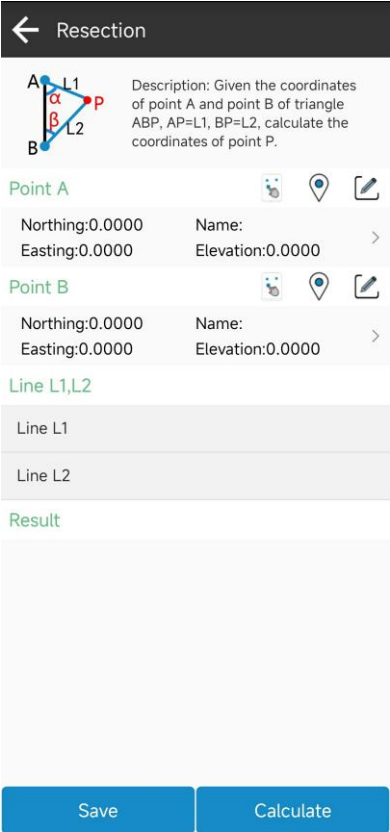 Resection
A L1
α P
β L2
B
Description: Given the coordinates
of point A and point B of triangle
ABP, AP=L1, BP=L2, calculate the
coordinates of point P.
Point A
Northing:0.0000 Name:
Easting:0.0000 Elevation:0.0000
Point B
Northing:0.0000 Name:
Easting:0.0000 Elevation:0.0000
Line L1,L2
Line L1
Line L2
Result
Save Calculate